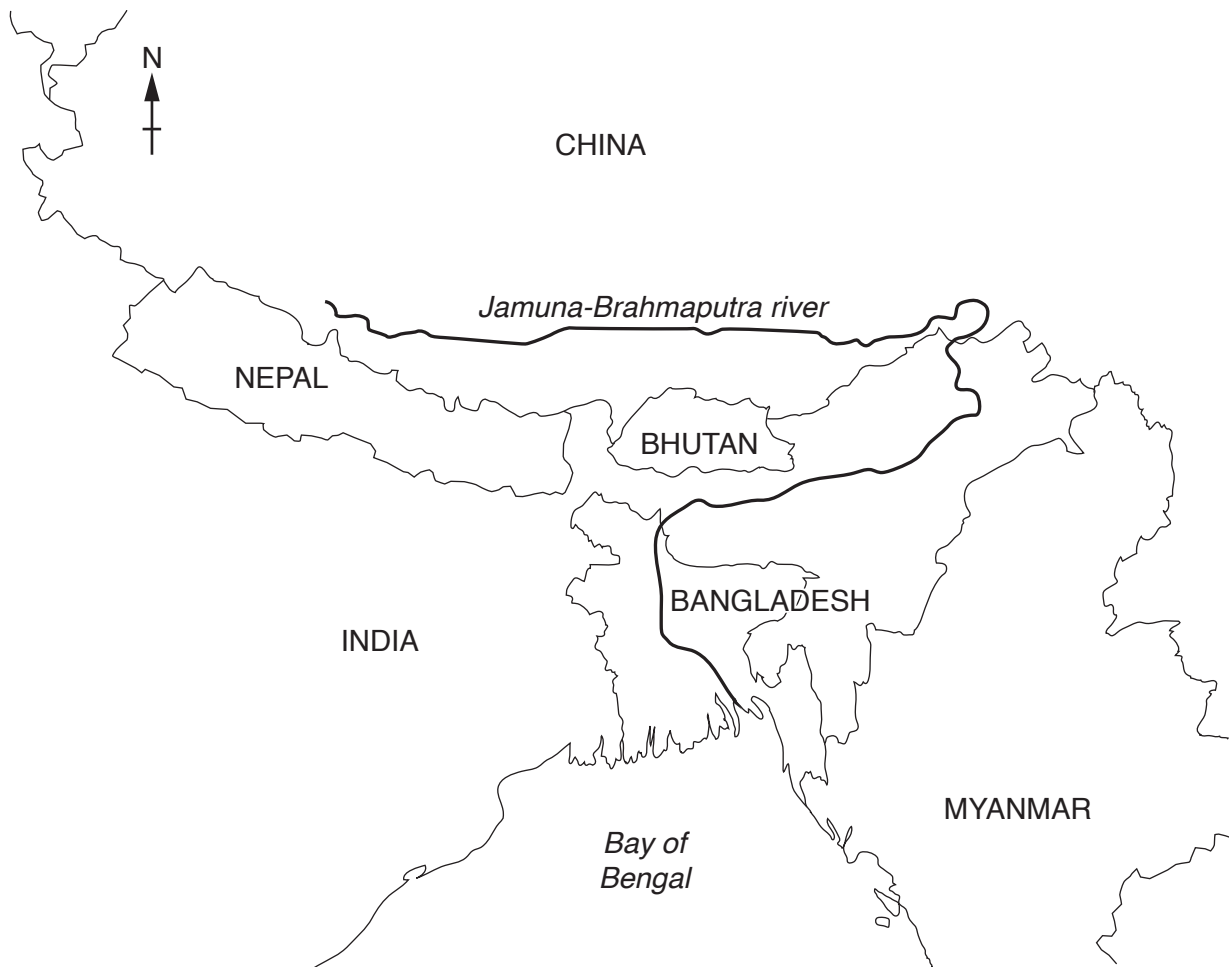 N
CHINA
Jamuna-Brahmaputra river
NEPAL
BHUTAN
BANGLADESH
INDIA
MYANMAR
Bay of
Bengal